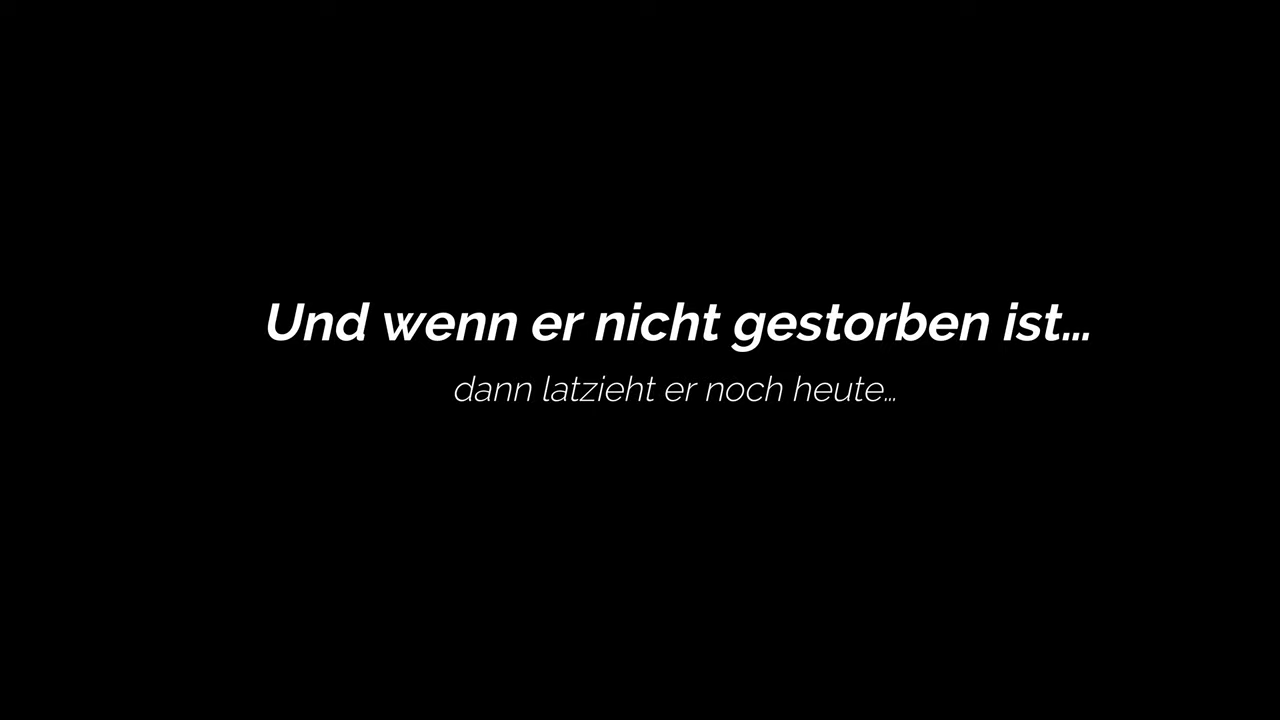 Und wenn er nicht gestorben ist...
dann latzieht er noch heute...